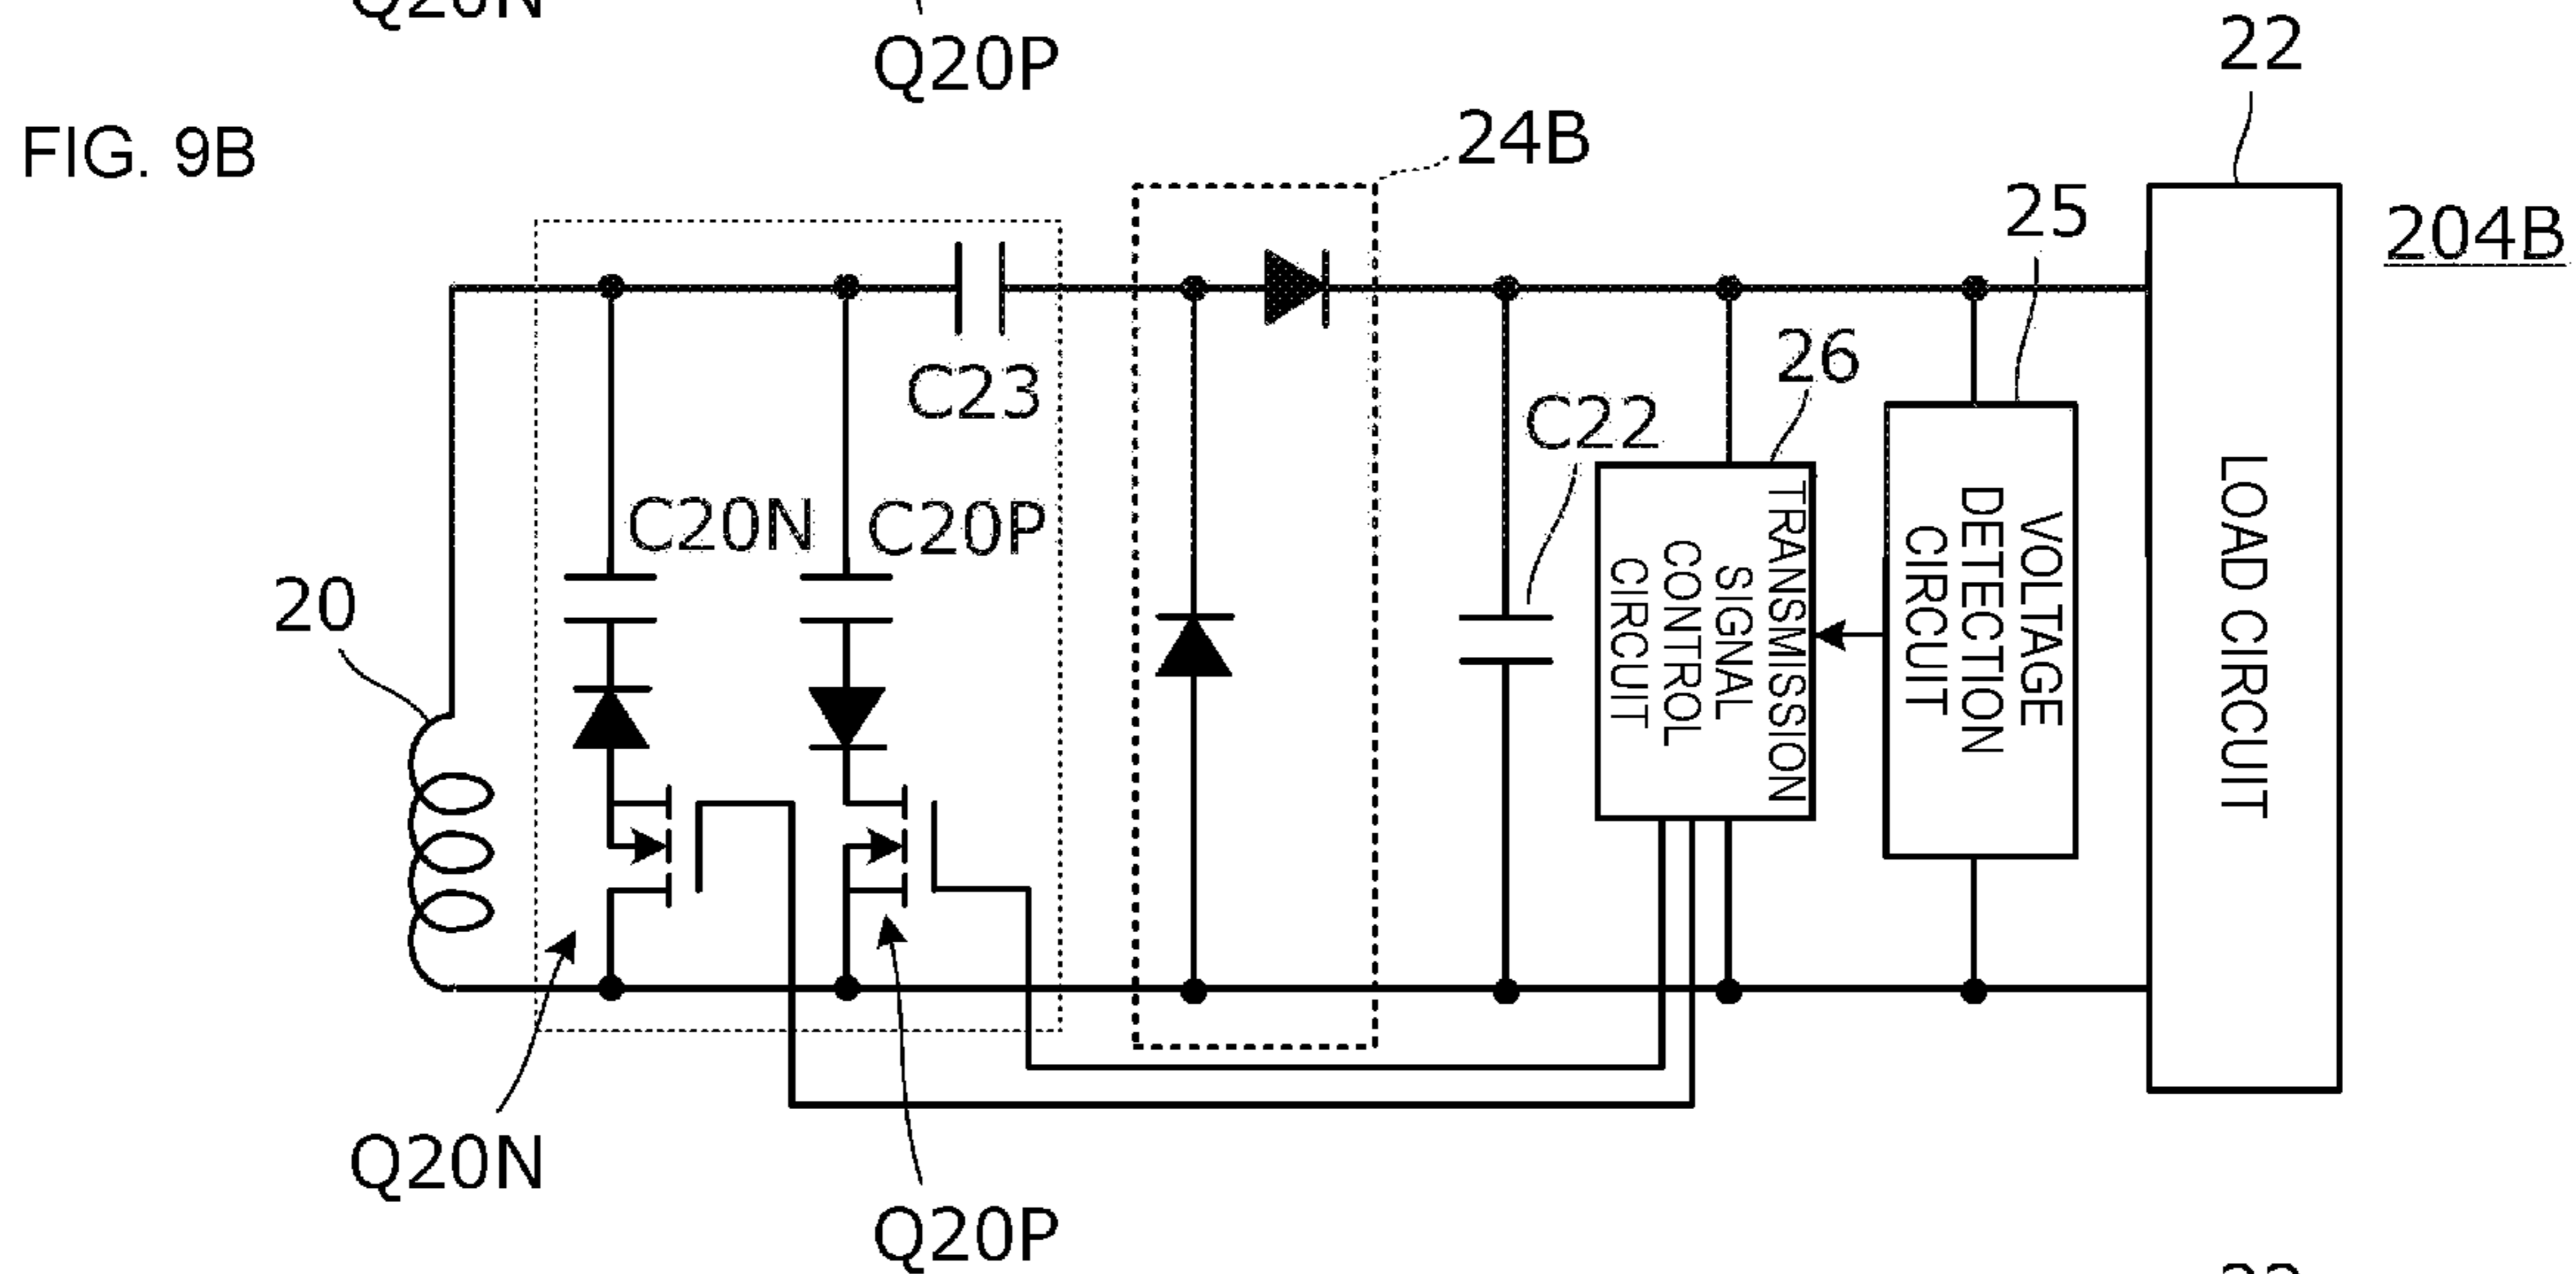 Q20N
Q20P
22
FIG. 9B
24B
25
204B
26
C23
C22
C20N
C20P
20
TRANSMISSION
SIGNAL
CONTROL
CIRCUIT
VOLTAGE
DETECTION
CIRCUIT
LOAD CIRCUIT
Q20N
Q20P